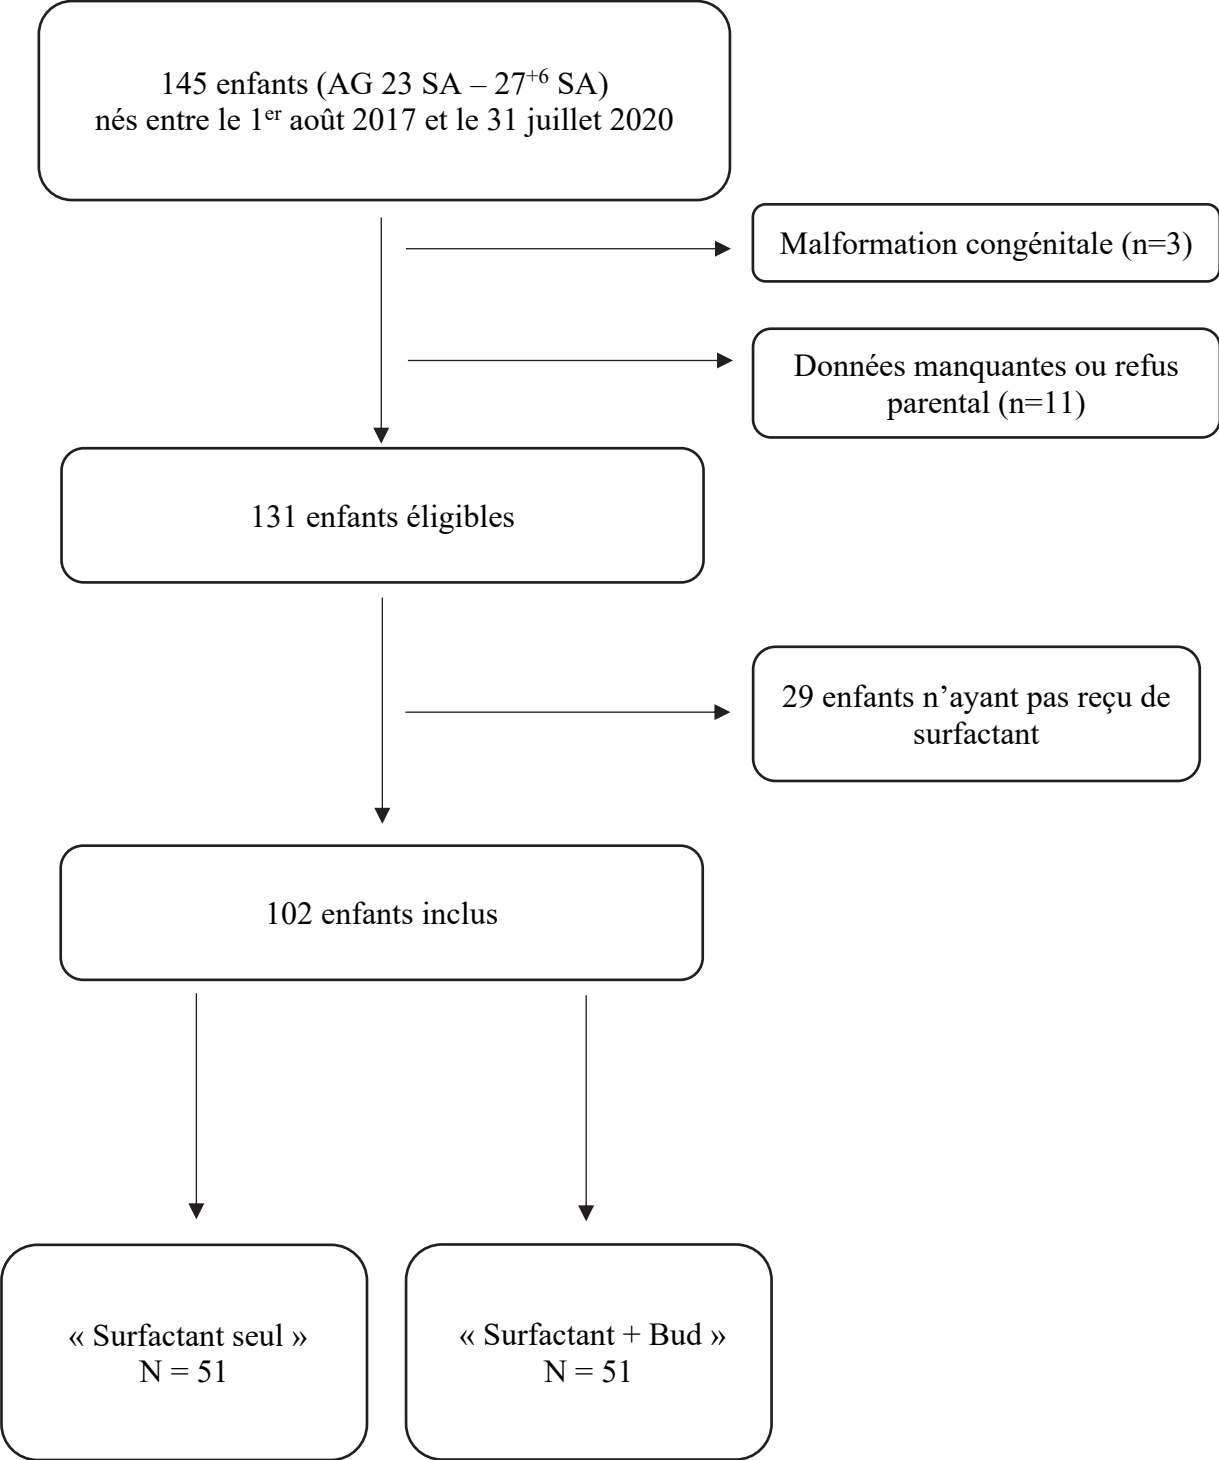 145 enfants (AG 23 SA – 27⁺⁶ SA)
nés entre le 1ᵉʳ août 2017 et le 31 juillet 2020
Malformation congénitale (n=3)
Données manquantes ou refus
parental (n=11)
131 enfants éligibles
29 enfants n’ayant pas reçu de
surfactant
102 enfants inclus
« Surfactant seul »
N = 51
« Surfactant + Bud »
N = 51